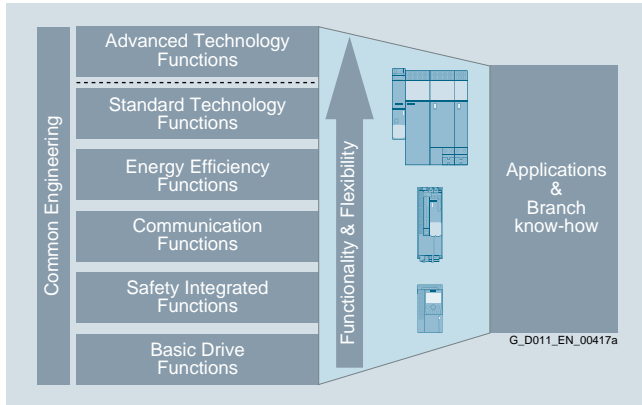 Common Engineering
Advanced Technology
Functions
Standard Technology
Functions
Energy Efficiency
Functions
Communication
Functions
Safety Integrated
Functions
Basic Drive
Functions
Functionality & Flexibility
Applications
&
Branch
know-how
G_D011_EN_00417a